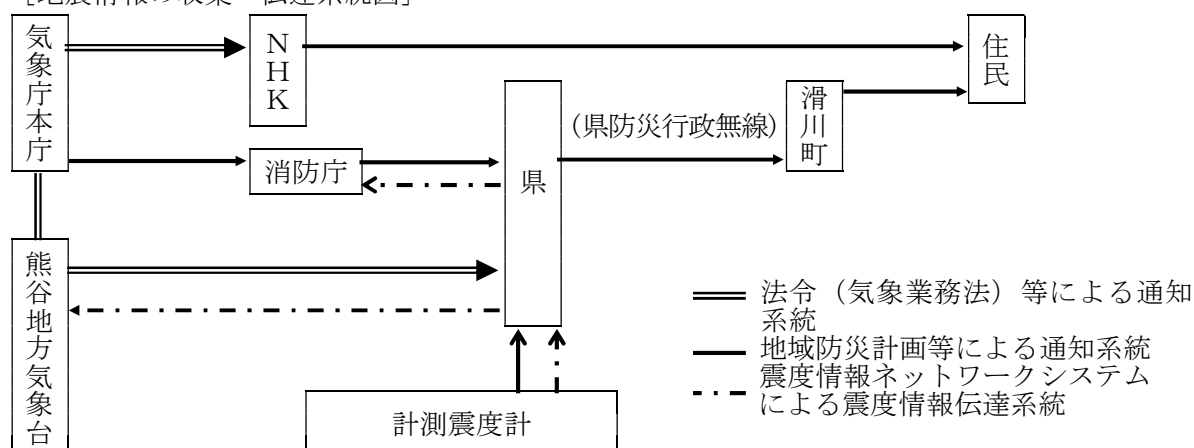 [地震情報の収集・伝達系統図]
気象庁本庁
NHK
住民
滑川町
(県防災行政無線)
消防庁
県
熊谷地方気象台
計測震度計
法令(気象業務法)等による通知
系統
地域防災計画等による通知系統
震度情報ネットワークシステム
による震度情報伝達系統